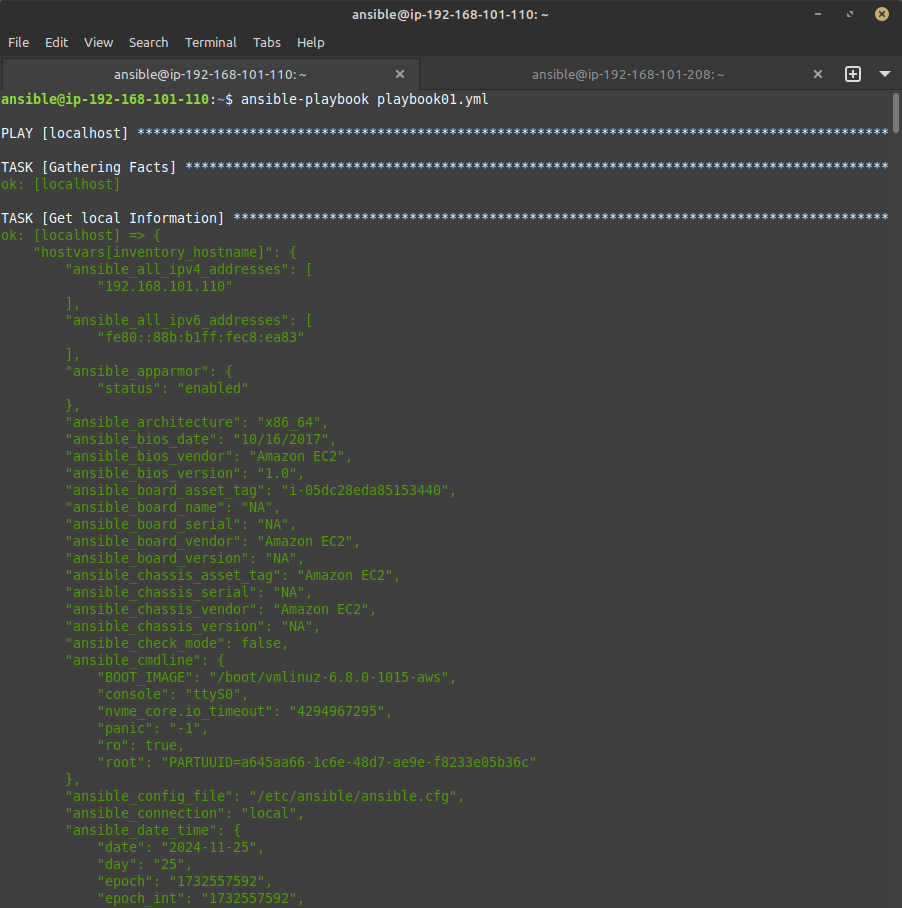 ansible@ip-192-168-101-110: ~
File Edit View Search Terminal Tabs Help
ansible@ip-192-168-101-110: ~ ansible@ip-192-168-101-208: ~
ansible@ip-192-168-101-110:~$ ansible-playbook playbook01.yml
PLAY [localhost] **********************************************************************************************
TASK [Gathering Facts] ****************************************************************************************
ok: [localhost]
TASK [Get local Information] **********************************************************************************
ok: [localhost] => {
    "hostvars[inventory_hostname]": {
        "ansible_all_ipv4_addresses": [
            "192.168.101.110"
        ],
        "ansible_all_ipv6_addresses": [
            "fe80::88b:b1ff:fec8:ea83"
        ],
        "ansible_apparmor": {
            "status": "enabled"
        },
        "ansible_architecture": "x86_64",
        "ansible_bios_date": "10/16/2017",
        "ansible_bios_vendor": "Amazon EC2",
        "ansible_bios_version": "1.0",
        "ansible_board_asset_tag": "i-05dc28eda85153440",
        "ansible_board_name": "NA",
        "ansible_board_serial": "NA",
        "ansible_board_vendor": "Amazon EC2",
        "ansible_board_version": "NA",
        "ansible_chassis_asset_tag": "Amazon EC2",
        "ansible_chassis_serial": "NA",
        "ansible_chassis_vendor": "Amazon EC2",
        "ansible_chassis_version": "NA",
        "ansible_check_mode": false,
        "ansible_cmdline": {
            "BOOT_IMAGE": "/boot/vmlinuz-6.8.0-1015-aws",
            "console": "ttyS0",
            "nvme_core.io_timeout": "4294967295",
            "panic": "-1",
            "ro": true,
            "root": "PARTUUID=a645aa66-1c6e-48d7-ae9e-f8233e05b36c"
        },
        "ansible_config_file": "/etc/ansible/ansible.cfg",
        "ansible_connection": "local",
        "ansible_date_time": {
            "date": "2024-11-25",
            "day": "25",
            "epoch": "1732557592",
            "epoch_int": "1732557592",